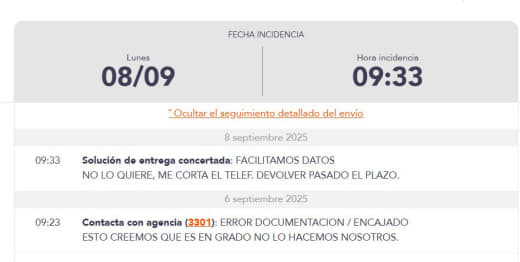 FECHA INCIDENCIA
Lunes
08/09
Hora incidencia
09:33
ˆOcultar el seguimiento detallado del envío
8 septiembre 2025
09:33 Solución de entrega concertada: FACILITAMOS DATOS
NO LO QUIERE, ME CORTA EL TELEF. DEVOLVER PASADO EL PLAZO.
6 septiembre 2025
09:23 Contacta con agencia (3301): ERROR DOCUMENTACION / ENCAJADO
ESTO CREEMOS QUE ES EN GRADO NO LO HACEMOS NOSOTROS.